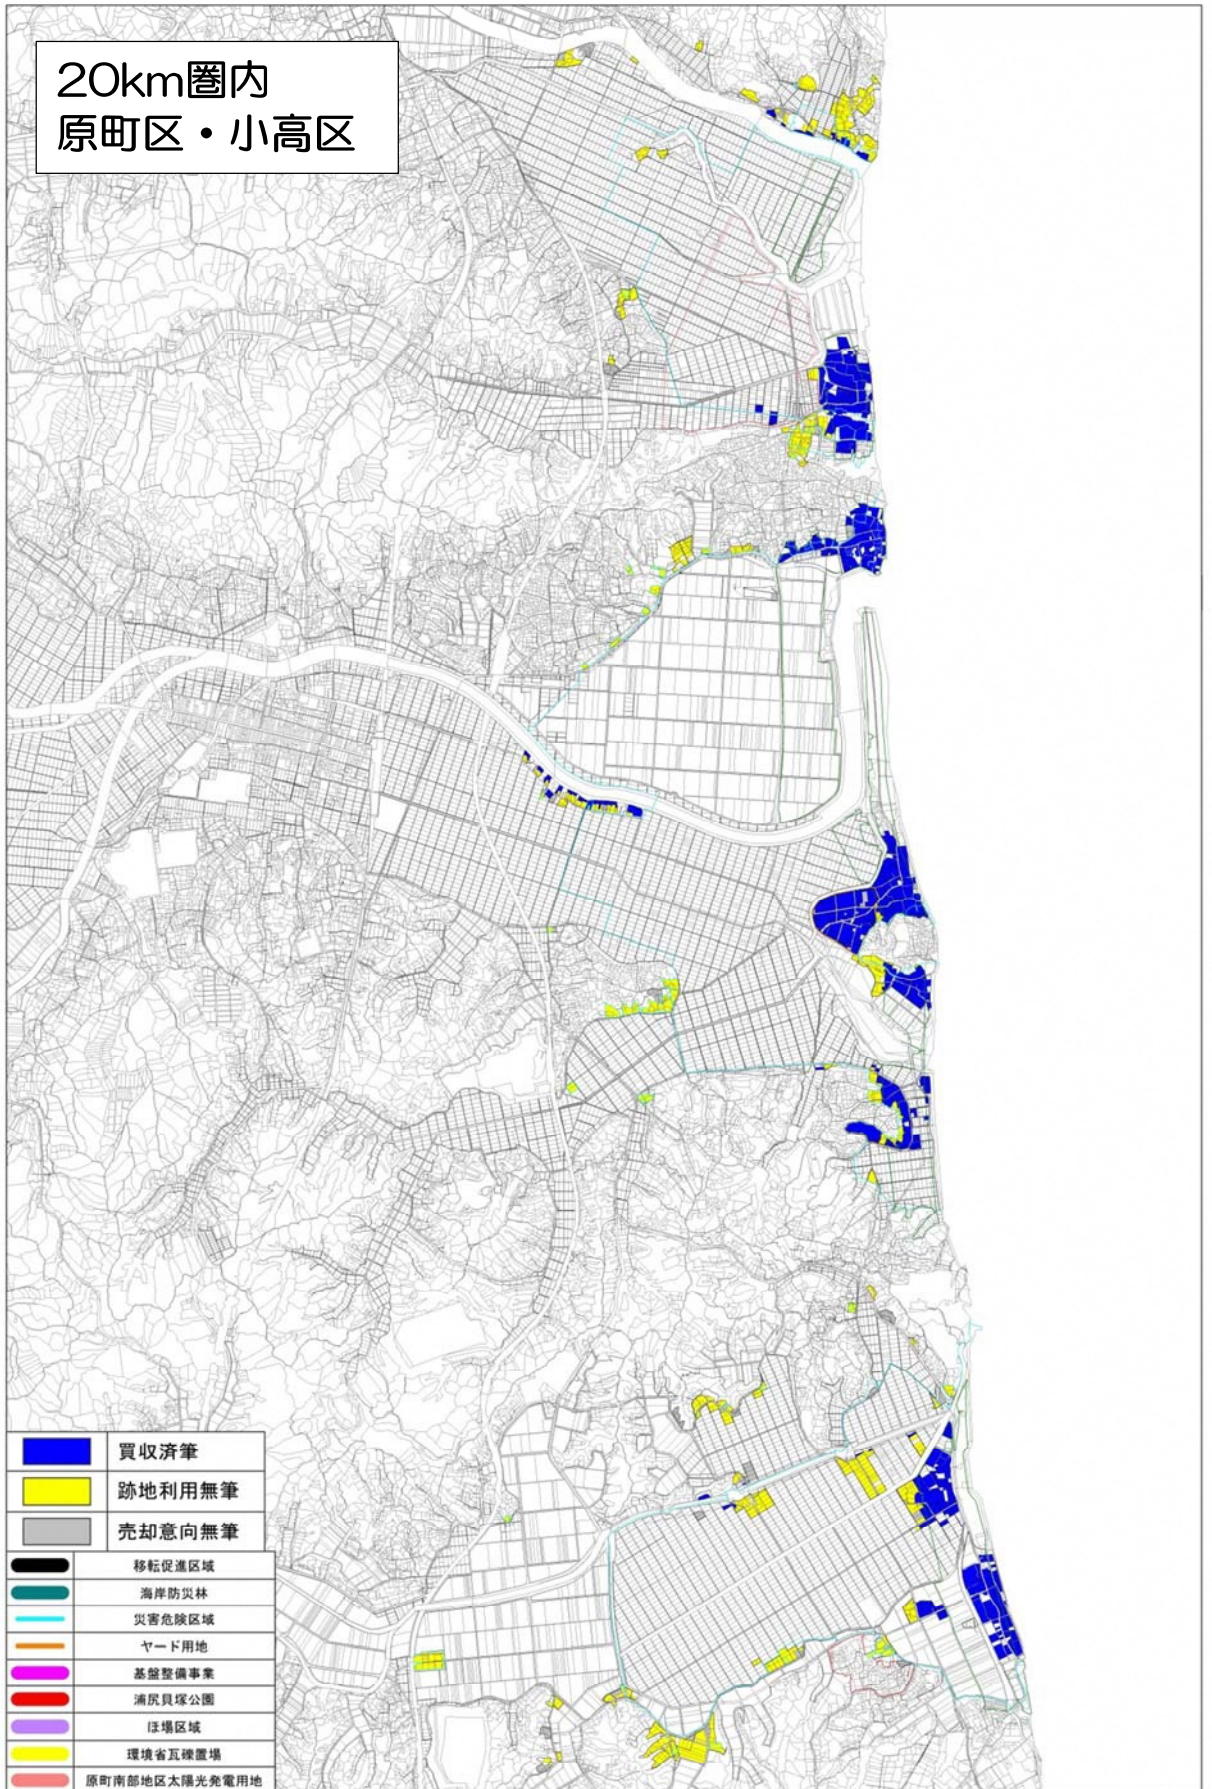 20km圏内
原町区・小高区
買収済筆
跡地利用無筆
売却意向無筆
移転促進区域
海岸防災林
災害危険区域
ヤード用地
基盤整備事業
浦尻貝塚公園
ほ場区域
環境省瓦礫置場
原町南部地区太陽光発電用地